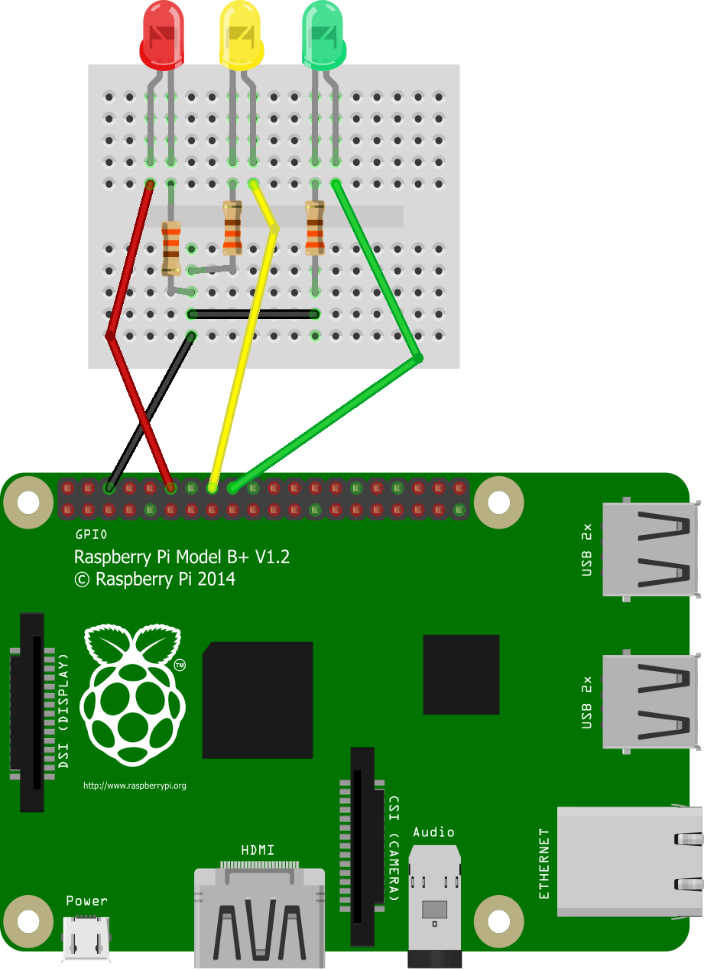 GPIO
Raspberry Pi Model B+ V1.2
© Raspberry Pi 2014
USB 2x
DSI (DISPLAY)
TM
USB 2x
http://www.raspberrypi.org
CSI (CAMERA)
Audio
ETHERNET
HDMI
Power